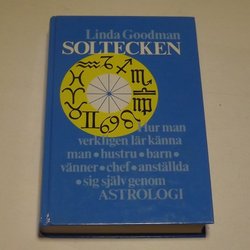 Linda Goodman
SOLTECKEN
Hur man
verkligen lär känna
man • hustru • barn •
vänner • chef • anställda
• sig själv genom
ASTROLOGI